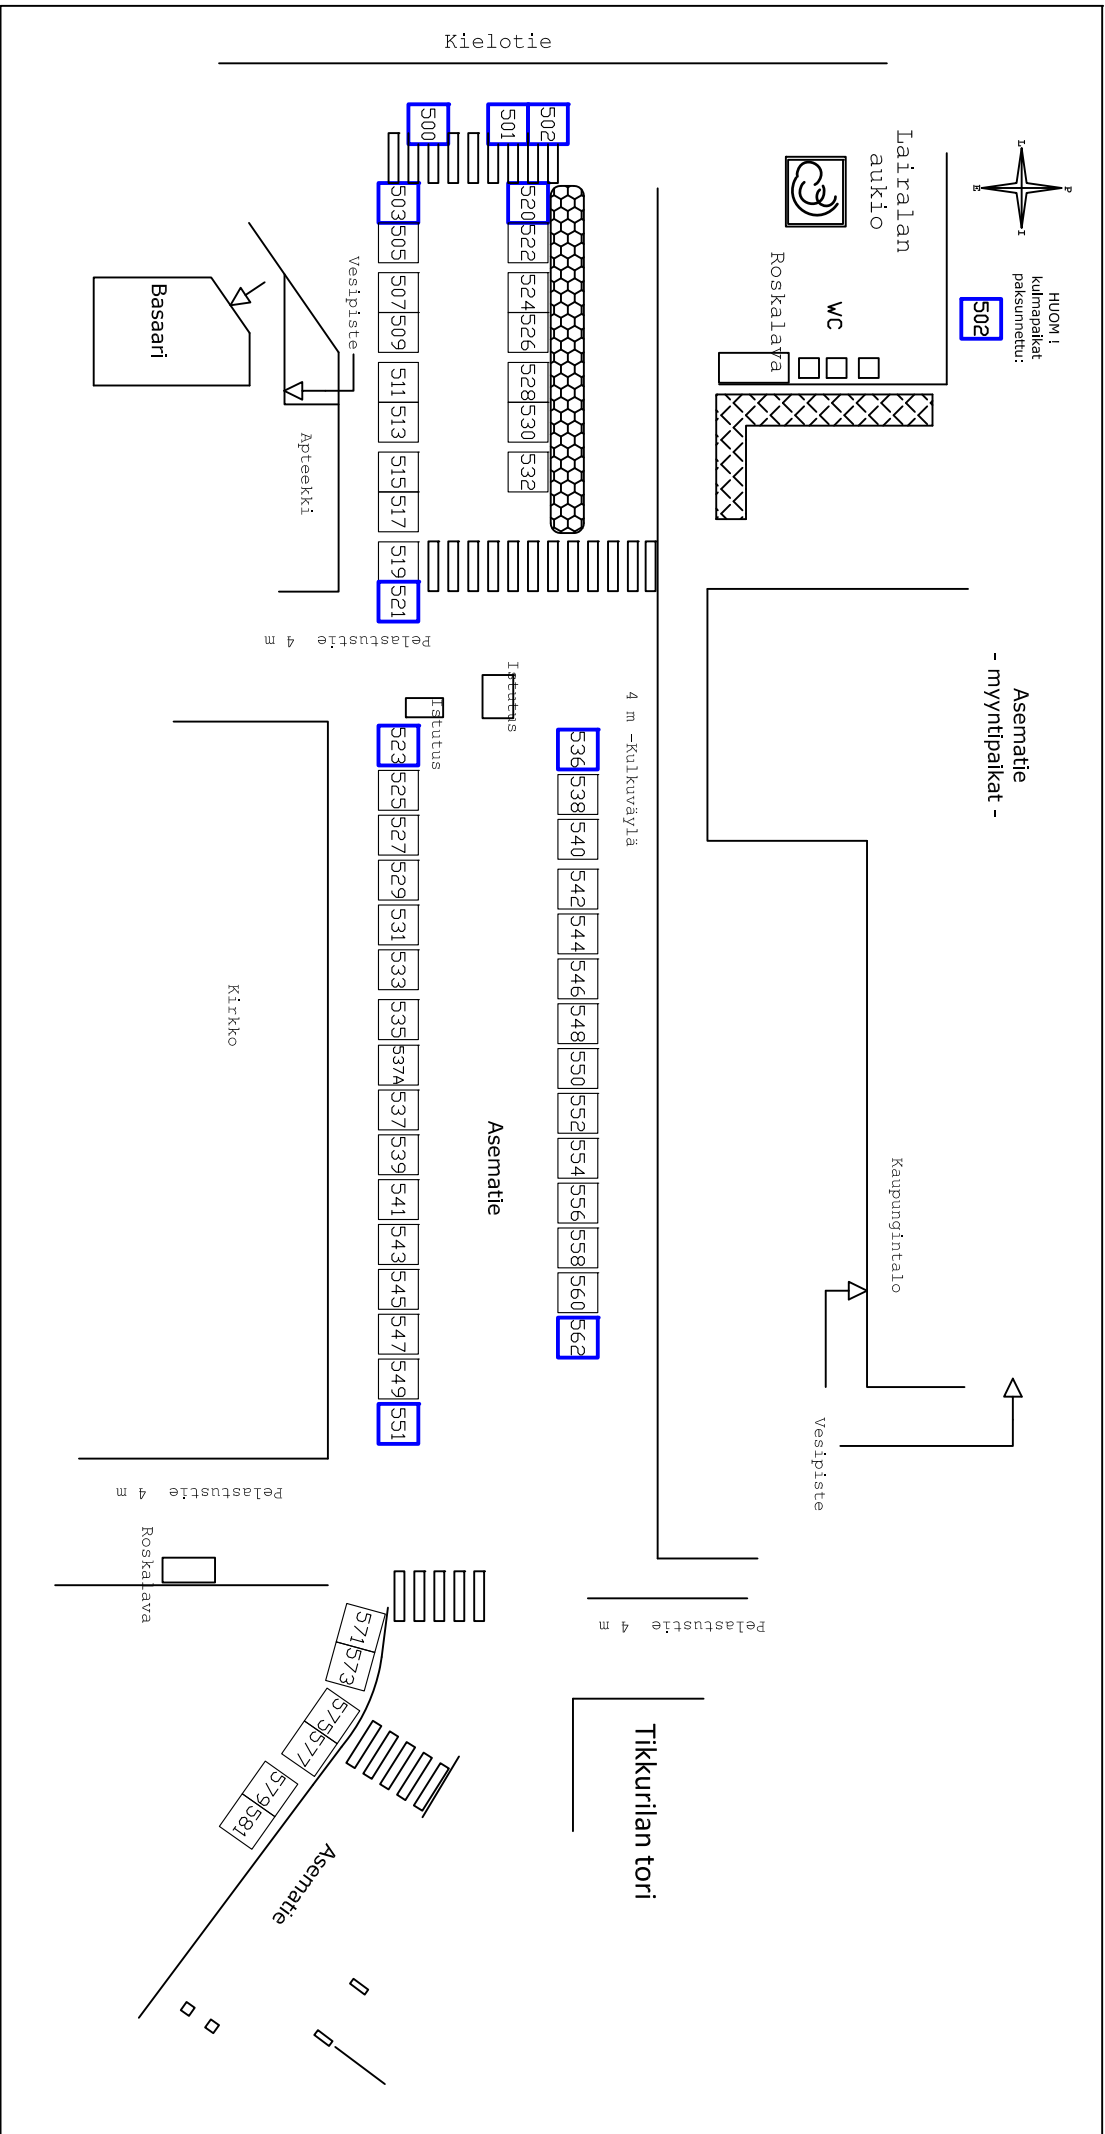 Kielotie
500
501
502
Lairalan
aukio
L
P
E
I
HUOM !
kulmapaikat
paksunnettu:
502
WC
Roskalava
503
505
507
509
511
513
515
517
519
521
520
522
524
526
528
530
532
Vesipiste
Basaari
Apteekki
Pelastustie 4 m
Istutus
Istutus
4 m -Kulkuväylä
Asematie
- myyntipaikat -
523
525
527
529
531
533
535
537A
537
539
541
543
545
547
549
551
536
538
540
542
544
546
548
550
552
554
556
558
560
562
Kirkko
Asematie
Kaupungintalo
Vesipiste
Pelastustie 4 m
Roskalava
Pelastustie 4 m
571
573
575
577
579
581
Tikkurilan tori
Asematie